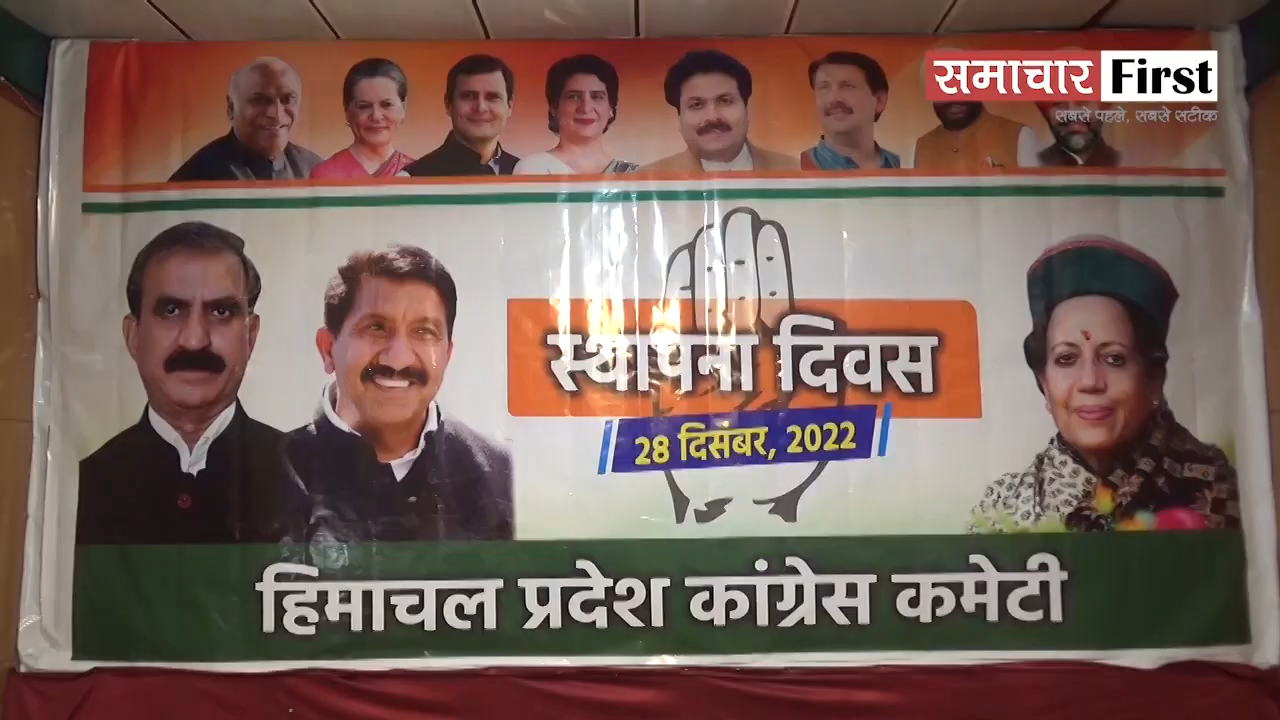 समाचार First
सबसे पहले, सबसे सटीक
स्थापना दिवस
28 दिसंबर, 2022
हिमाचल प्रदेश कांग्रेस कमेटी